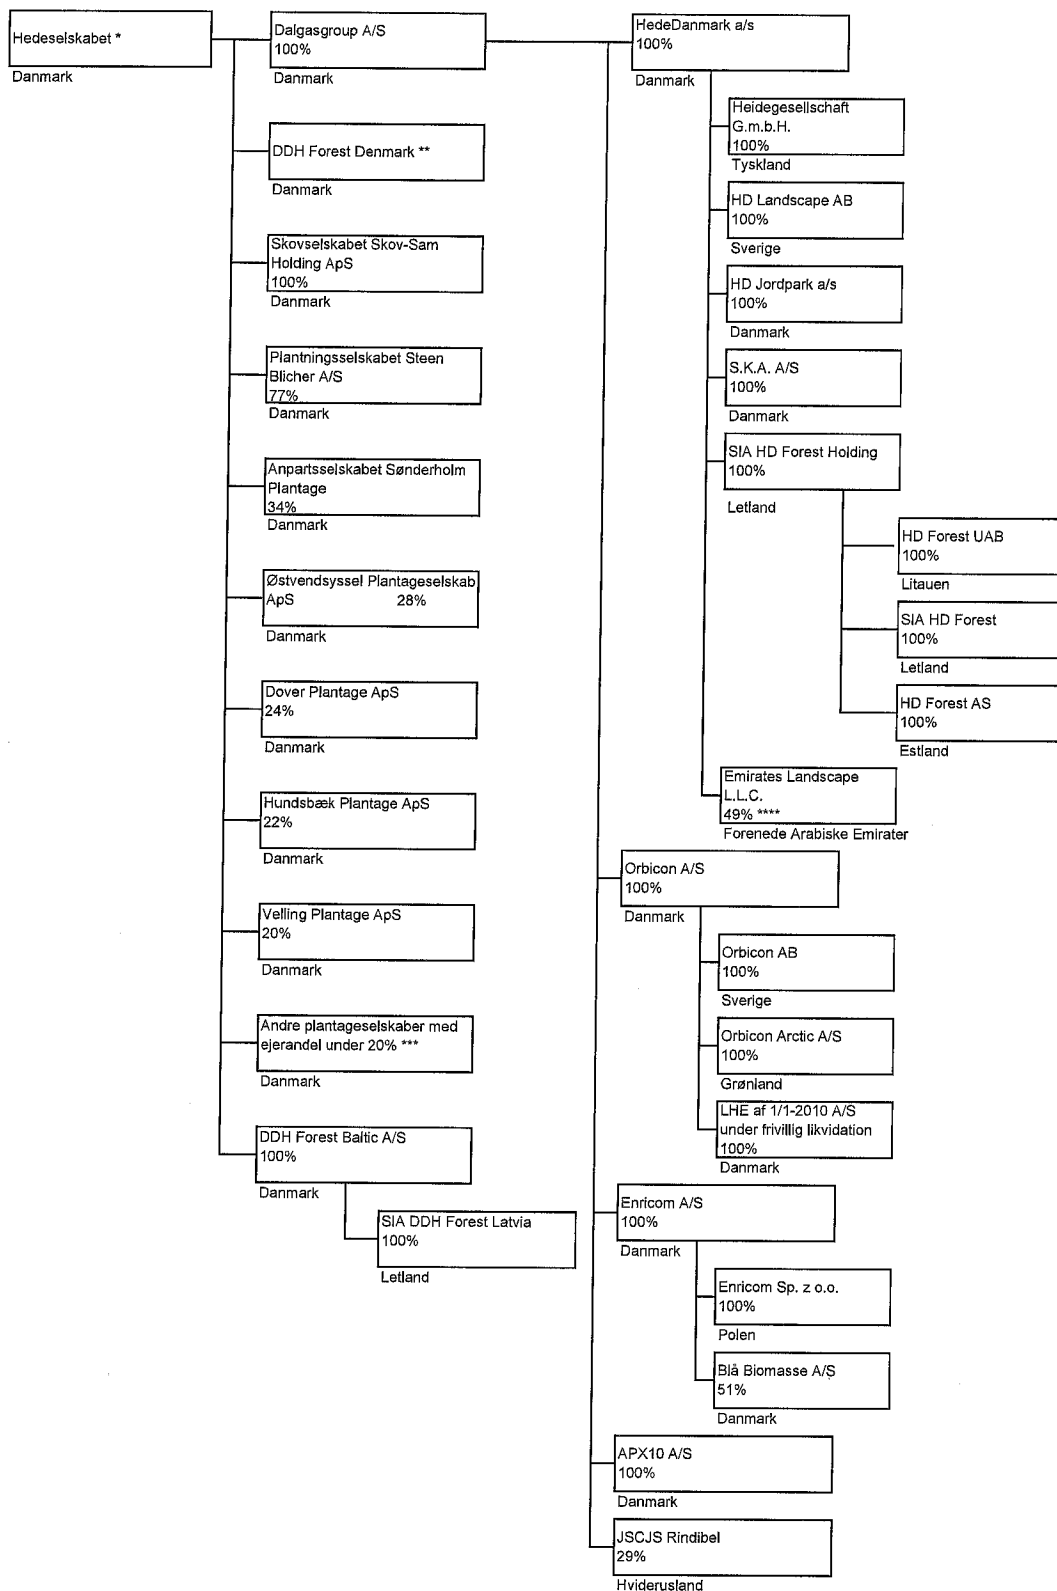 Hedeselskabet *
Danmark
Dalgasgroup A/S
100%
Danmark
DDH Forest Denmark **
Danmark
Skovselskabet Skov-Sam
Holding ApS
100%
Danmark
Plantningsselskabet Steen
Blicher A/S
77%
Danmark
Anpartsselskabet Sønderholm
Plantage
34%
Danmark
Østvendsyssel Plantageselskab
ApS 28%
Danmark
Dover Plantage ApS
24%
Danmark
Hundsbæk Plantage ApS
22%
Danmark
Velling Plantage ApS
20%
Danmark
Andre plantageselskaber med
ejerandel under 20% ***
Danmark
DDH Forest Baltic A/S
100%
Danmark
SIA DDH Forest Latvia
100%
Letland
HedeDanmark a/s
100%
Danmark
Heidegesellschaft
G.m.b.H.
100%
Tyskland
HD Landscape AB
100%
Sverige
HD Jordpark a/s
100%
Danmark
S.K.A. A/S
100%
Danmark
SIA HD Forest Holding
100%
Letland
HD Forest UAB
100%
Litauen
SIA HD Forest
100%
Letland
HD Forest AS
100%
Estland
Emirates Landscape
L.L.C.
49% ****
Forenede Arabiske Emirater
Orbicon A/S
100%
Danmark
Orbicon AB
100%
Sverige
Orbicon Arctic A/S
100%
Grønland
LHE af 1/1-2010 A/S
under frivillig likvidation
100%
Danmark
Enricom A/S
100%
Danmark
Enricom Sp. z o.o.
100%
Polen
Blå Biomasse A/S
51%
Danmark
APX10 A/S
100%
Danmark
JSCJS Rindibel
29%
Hviderusland